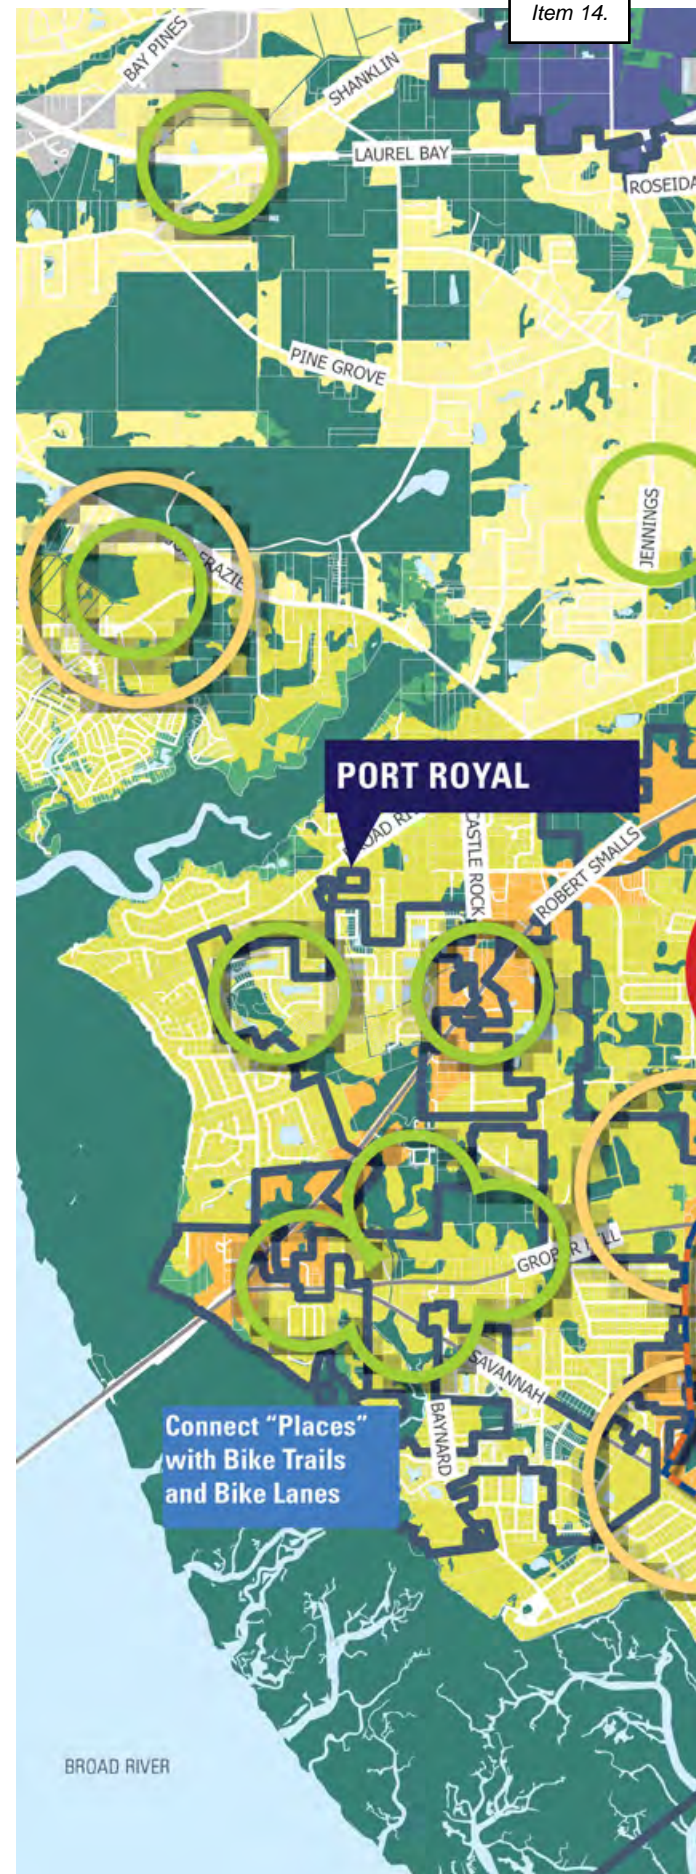 Item 14.
BAY PINES
SHANKLIN
LAUREL BAY
PINE GROVE
JENNINGS
PORT ROYAL
CASTLE ROCK
ROBERT SMALLS
SAVANNAH
Connect “Places”
with Bike Trails
and Bike Lanes
BAYNARD
BROAD RIVER